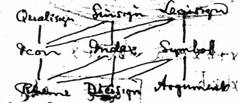 Qualisign Sinsign Legisign
Icon Index Symbol
Rheme Dicisign Argument